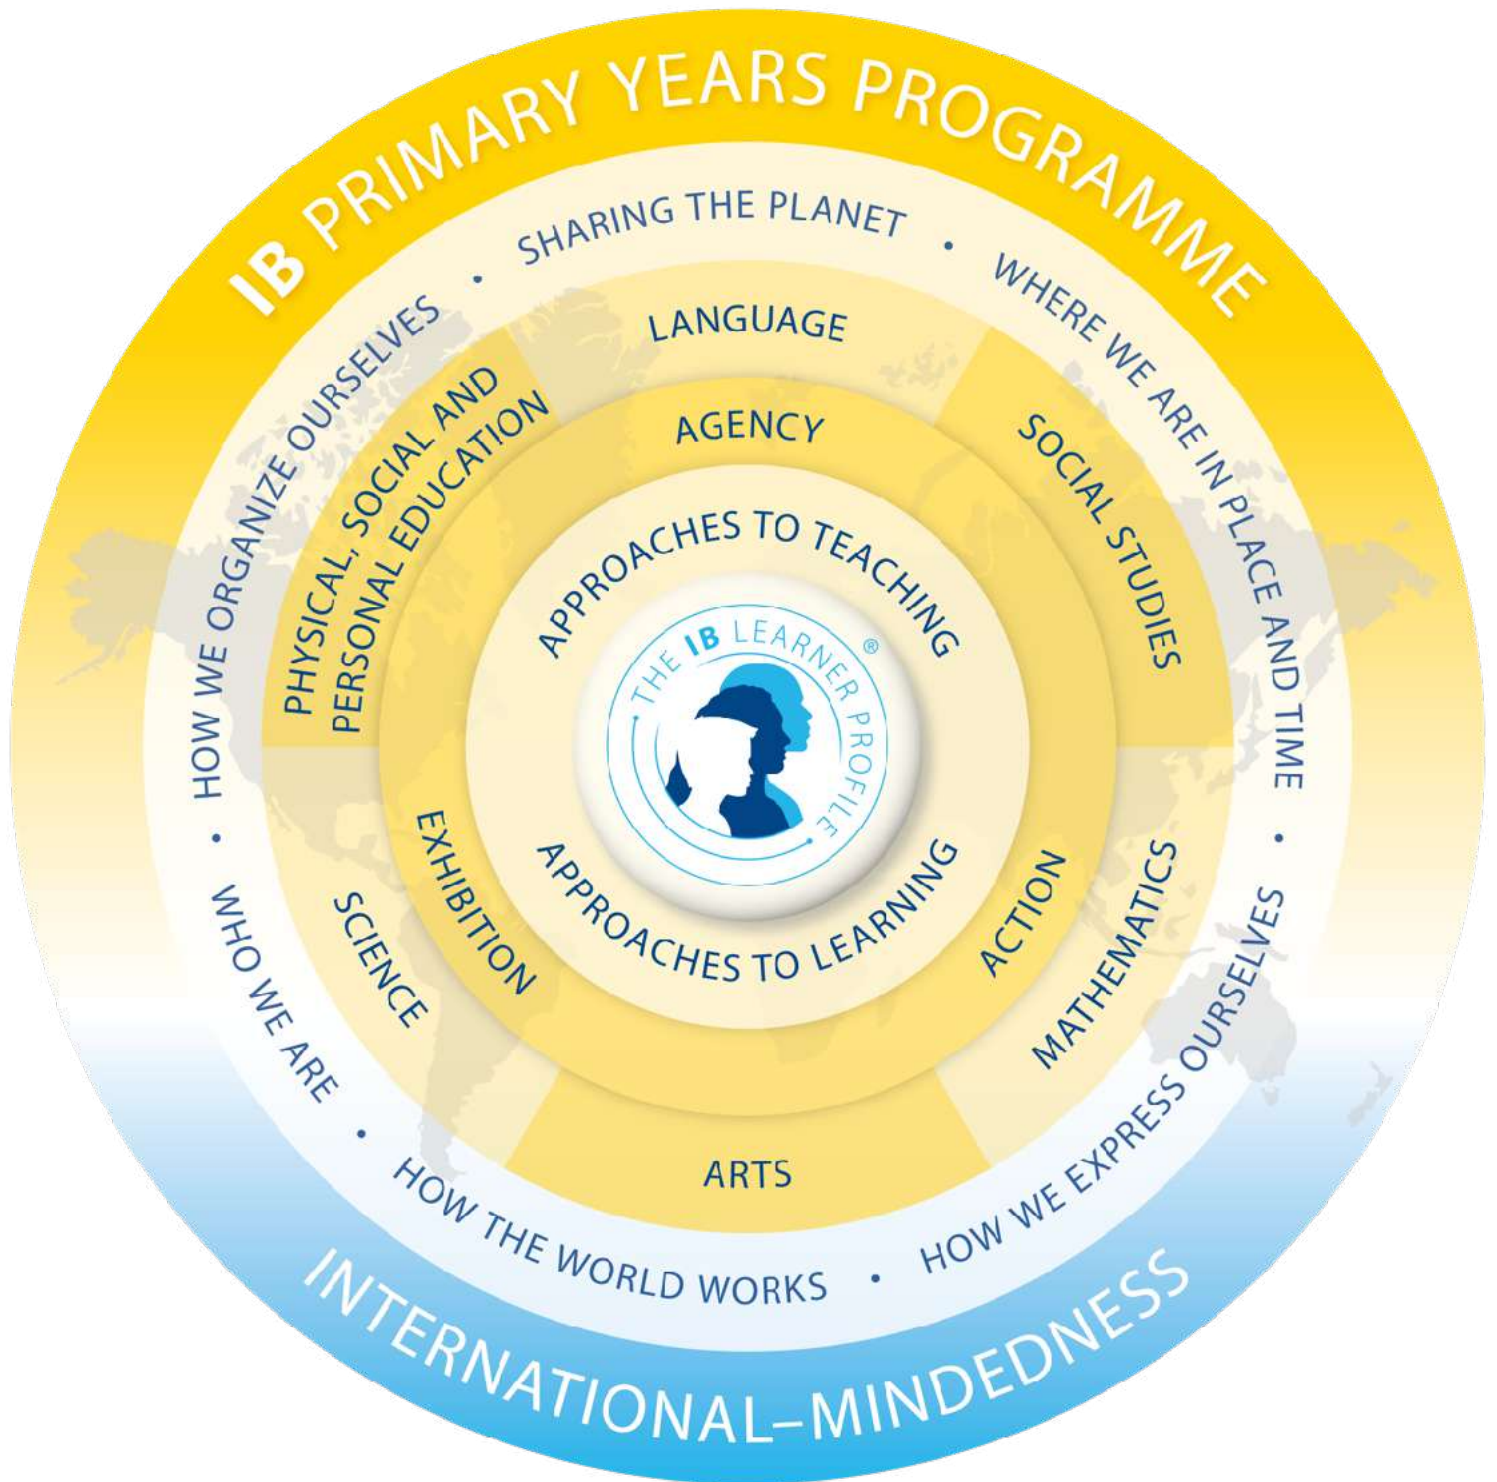 IB PRIMARY YEARS PROGRAMME
SHARING THE PLANET
•
WHERE WE ARE IN PLACE AND TIME
•
HOW WE EXPRESS OURSELVES
•
HOW THE WORLD WORKS
•
WHO WE ARE
•
HOW WE ORGANIZE OURSELVES
•
LANGUAGE
SOCIAL STUDIES
MATHEMATICS
ARTS
SCIENCE
PHYSICAL, SOCIAL AND
PERSONAL EDUCATION
AGENCY
ACTION
EXHIBITION
APPROACHES TO TEACHING
THE IB LEARNER PROFILE ®
APPROACHES TO LEARNING
INTERNATIONAL–MINDEDNESS